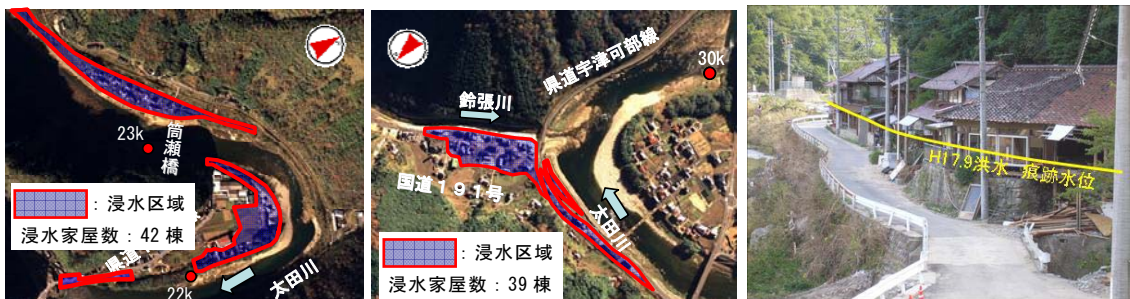 23k
筒瀬橋
：浸水区域
浸水家屋数：42 棟
県道
22k
太田川
県道宇津可部線
30k
鈴張川
国道191号
太田川
：浸水区域
浸水家屋数：39 棟
H17.9洪水 痕跡水位